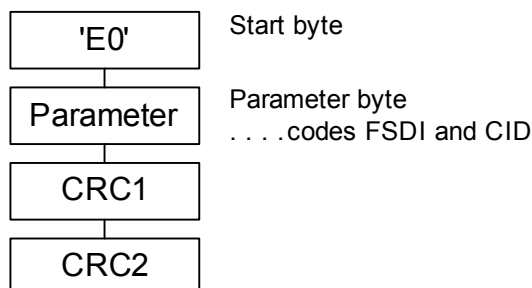 'E0'
Start byte
Parameter
Parameter byte
. . . . codes FSDI and CID
CRC1
CRC2